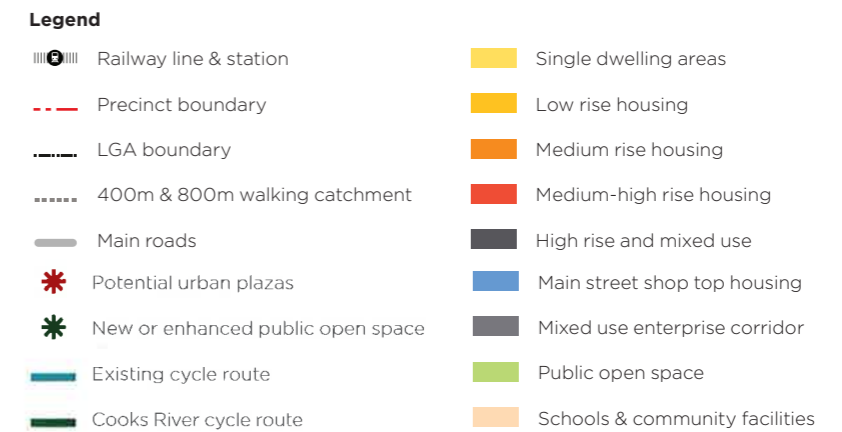 Legend
Railway line & station
Precinct boundary
LGA boundary
400m & 800m walking catchment
Main roads
Potential urban plazas
New or enhanced public open space
Existing cycle route
Cooks River cycle route
Single dwelling areas
Low rise housing
Medium rise housing
Medium-high rise housing
High rise and mixed use
Main street shop top housing
Mixed use enterprise corridor
Public open space
Schools & community facilities